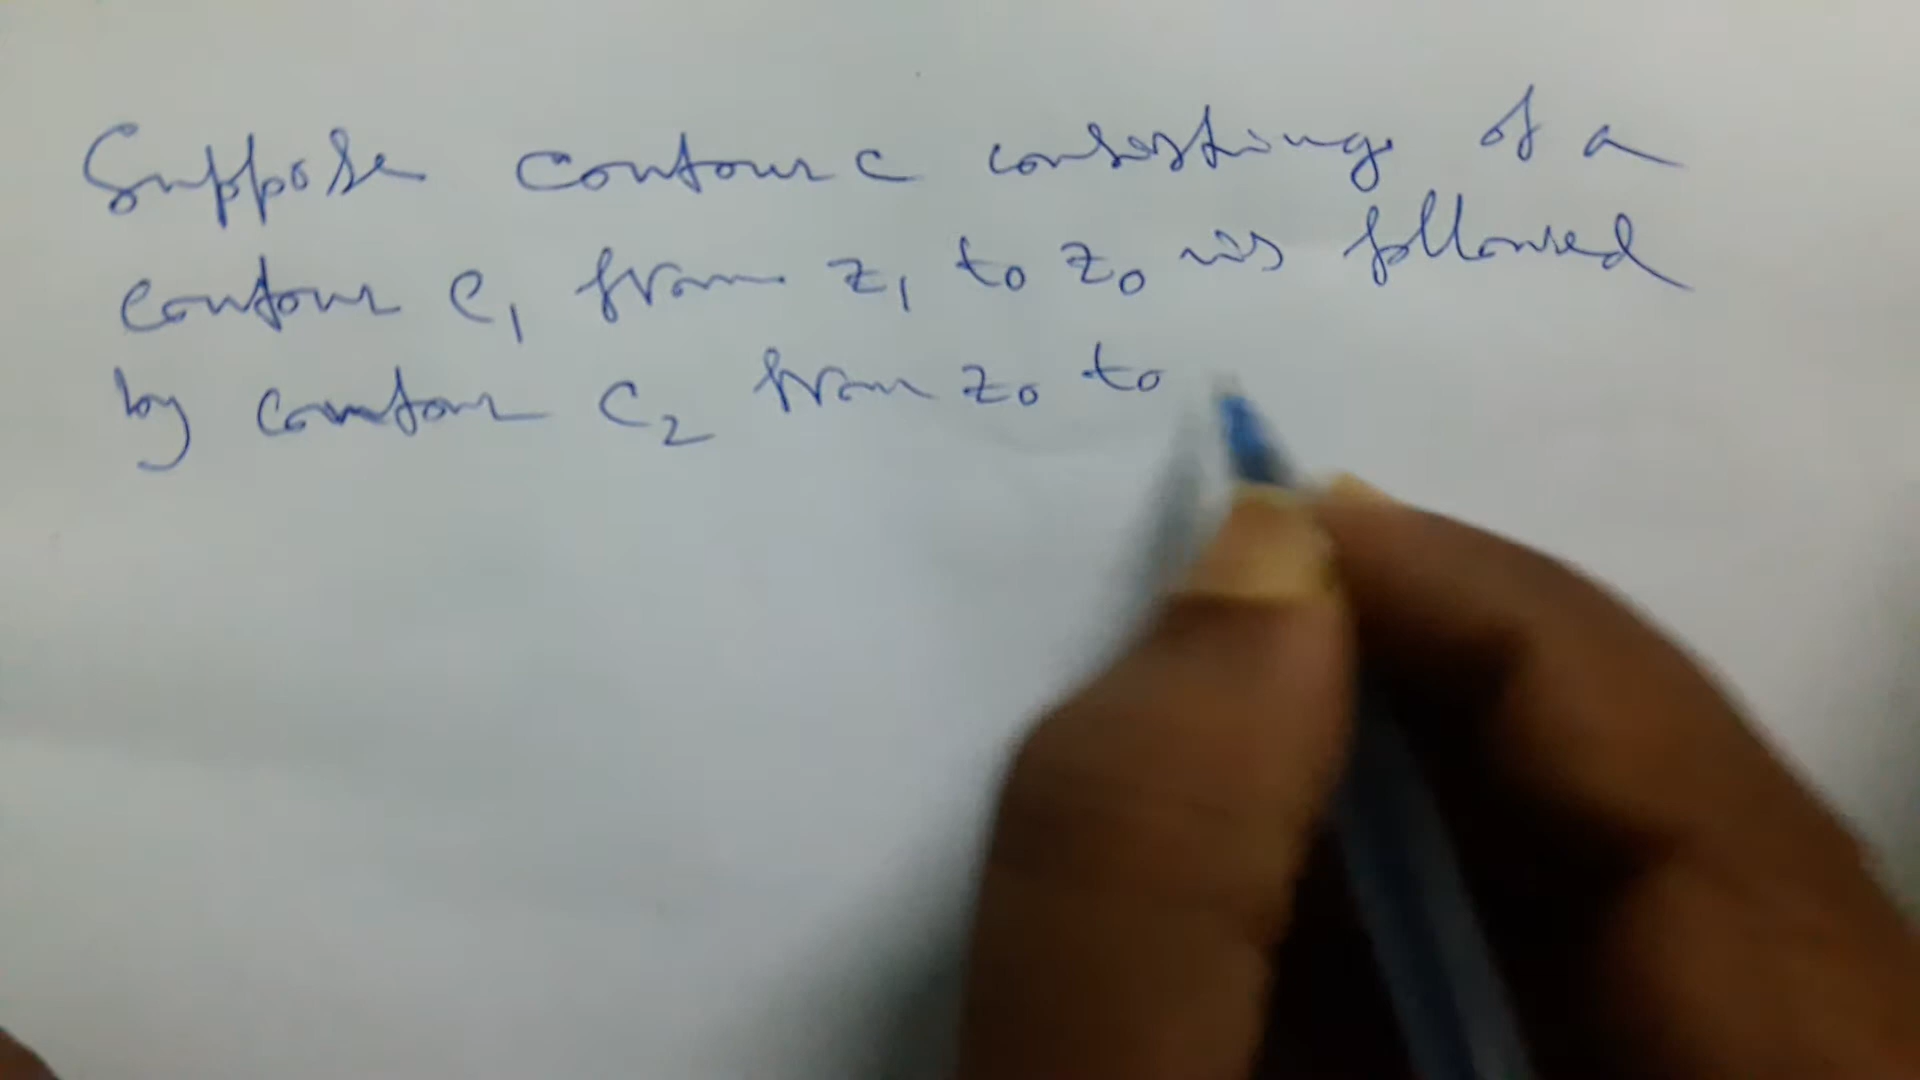 Suppose contour c consisting of a
contour c₁ from z₁ to z₀ is followed
by contour c₂ from z₀ to